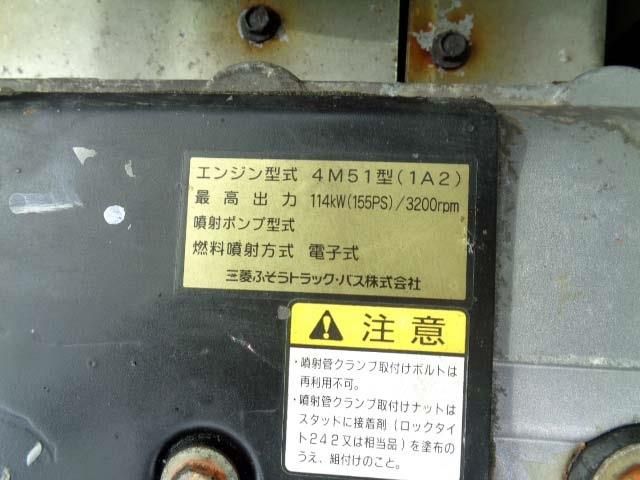 エンジン型式 4M51型(1A2)
最高出力 114kW(155PS)/3200rpm
噴射ポンプ型式
燃料噴射方式 電子式
三菱ふそうトラック・バス株式会社
注意
・噴射管クランプ取付けボルトは
再利用不可。
・噴射管クランプ取付けナットは
スタットに接着剤(ロックタイ
ト242又は相当品)を塗布の
うえ、組付けのこと。